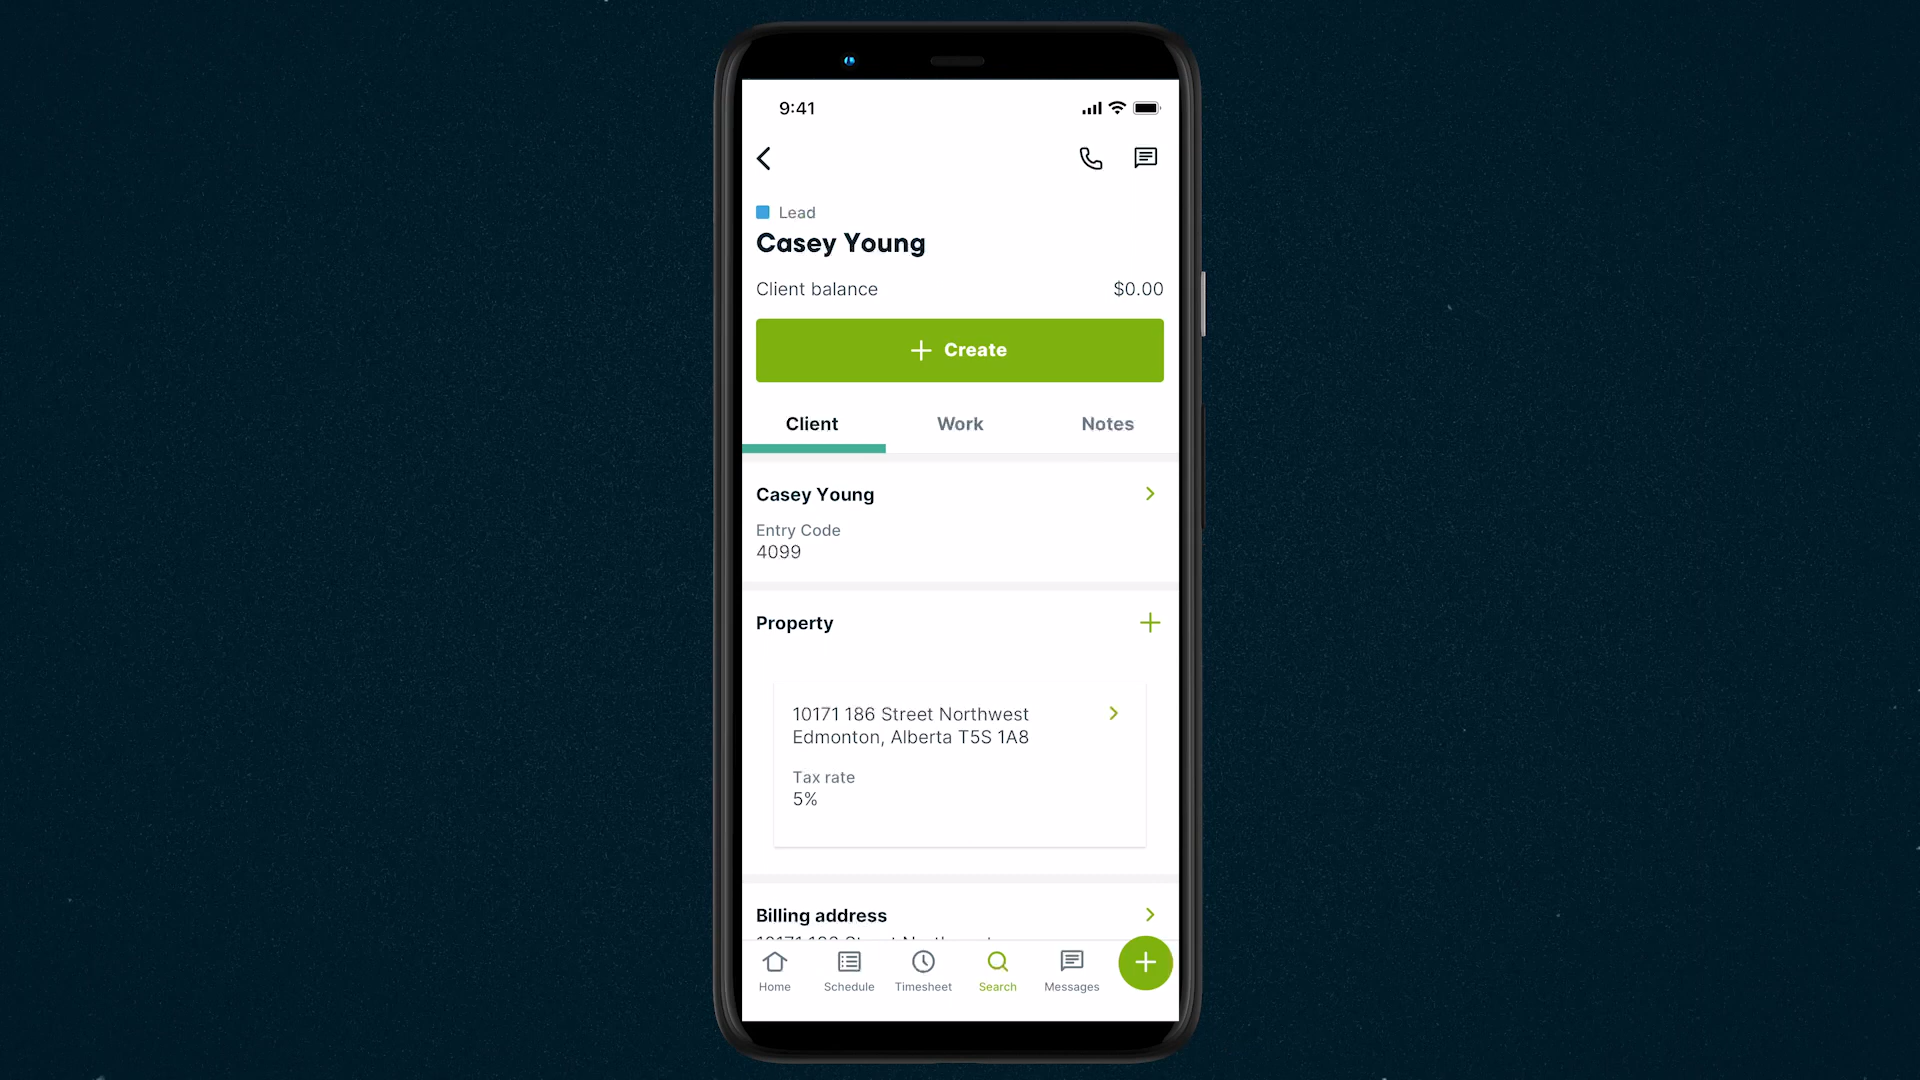 9:41
Lead
Casey Young
Client balance $0.00
Create
Client Work Notes
Casey Young
Entry Code
4099
Property
10171 186 Street Northwest
Edmonton, Alberta T5S 1A8
Tax rate
5%
Billing address
Home Schedule Timesheet Search Messages